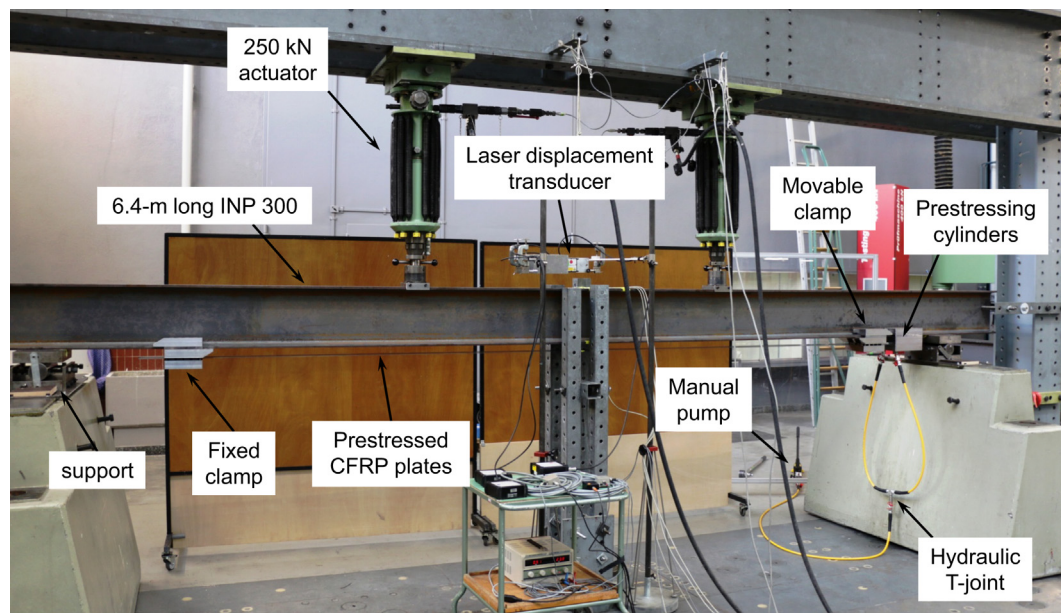 250 kN
actuator
Laser displacement
transducer
6.4-m long INP 300
Movable
clamp
Prestressing
cylinders
Manual
pump
support
Fixed
clamp
Prestressed
CFRP plates
Hydraulic
T-joint